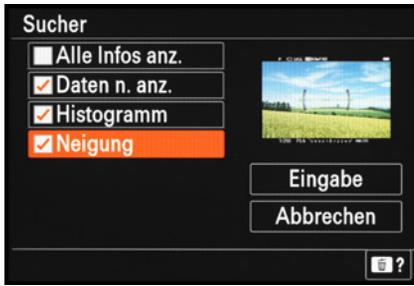 Sucher
Alle Infos anz.
Daten n. anz.
Histogramm
Neigung
Eingabe
Abbrechen
?